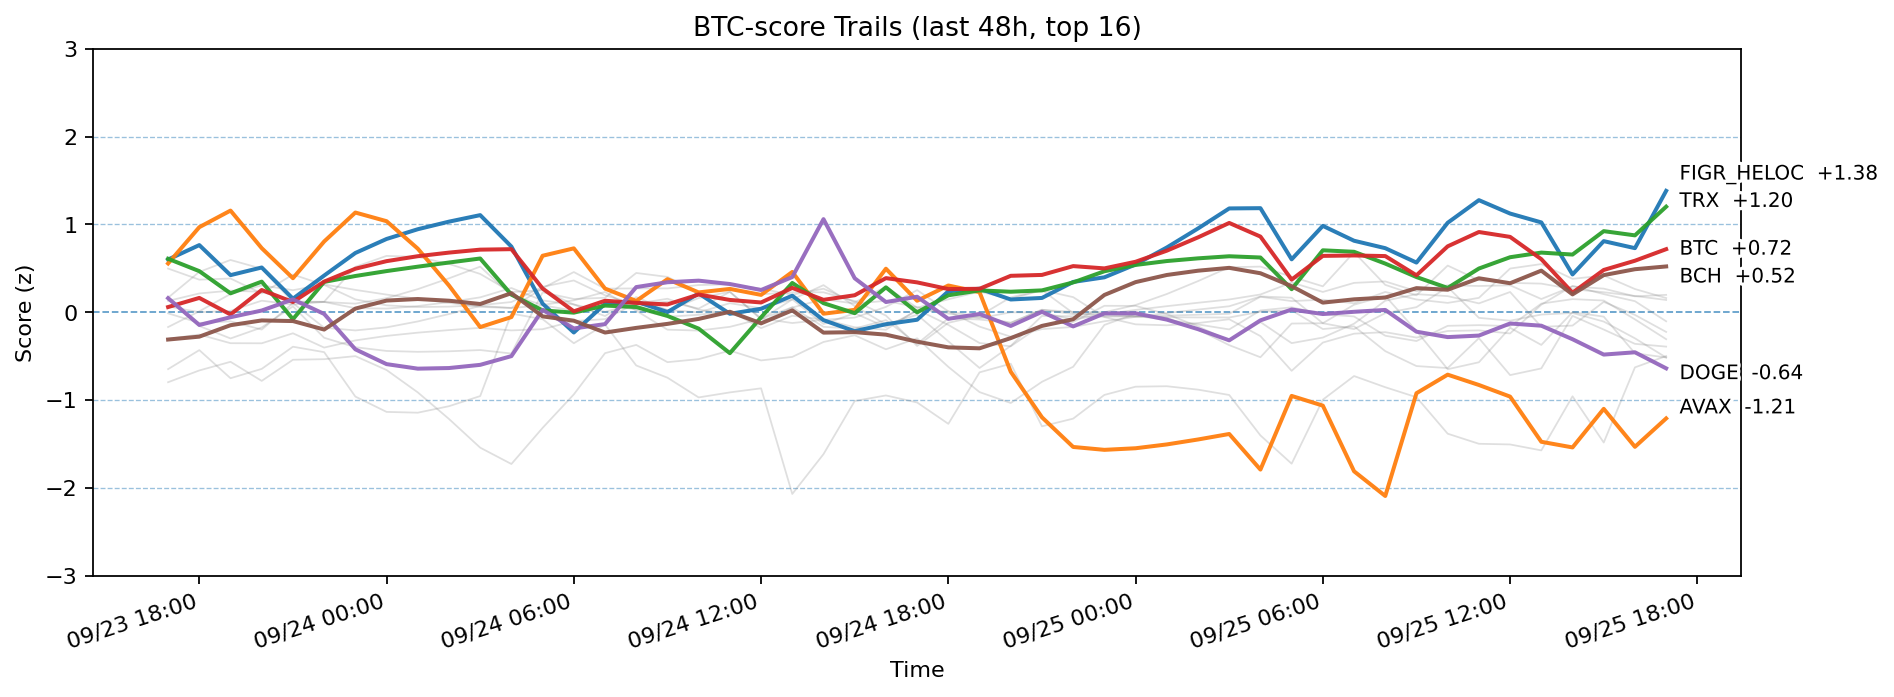 BTC-score Trails (last 48h, top 16)
Score (z)
3
2
1
0
−1
−2
−3
FIGR_HELOC +1.38
TRX +1.20
BTC +0.72
BCH +0.52
DOGE -0.64
AVAX -1.21
09/23 18:00
09/24 00:00
09/24 06:00
09/24 12:00
09/24 18:00
09/25 00:00
09/25 06:00
09/25 12:00
09/25 18:00
Time